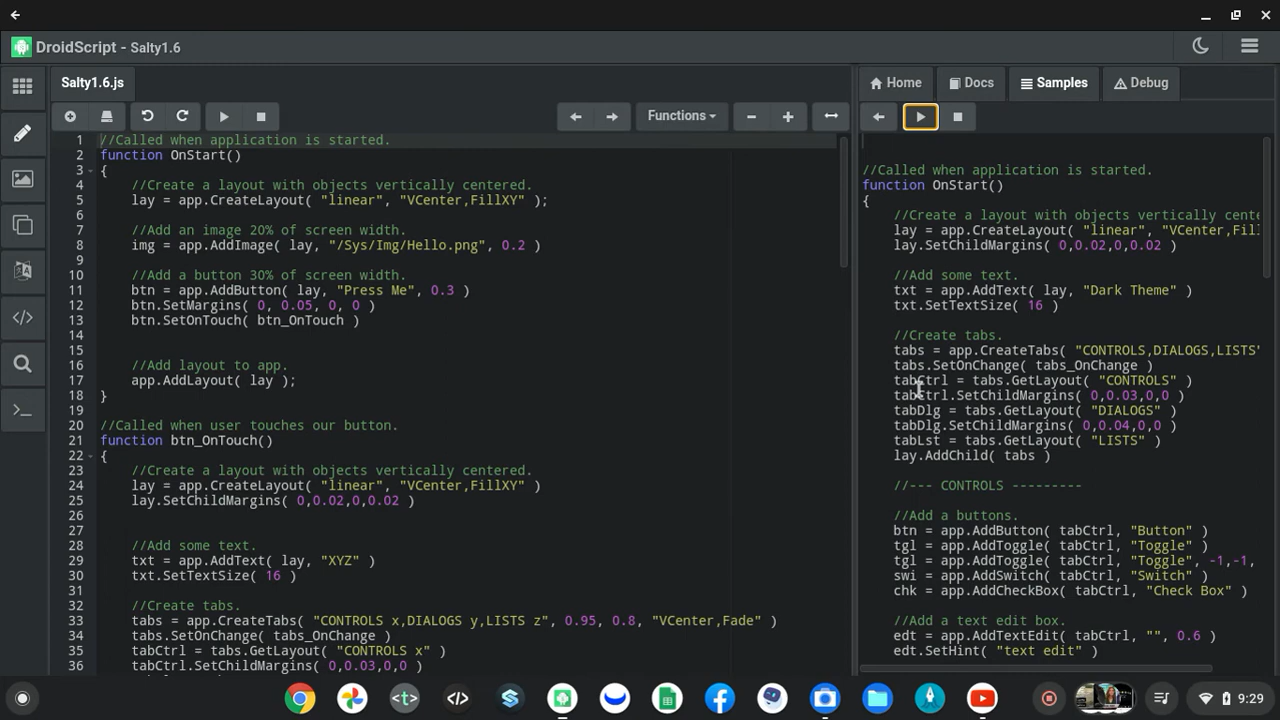 DroidScript - Salty1.6
Salty1.6.js
Home
Docs
Samples
Debug
Functions
1 //Called when application is started.
2 function OnStart()
3 {
4 //Create a layout with objects vertically centered.
5 lay = app.CreateLayout( "linear", "VCenter,FillXY" );
6
7 //Add an image 20% of screen width.
8 img = app.AddImage( lay, "/Sys/Img/Hello.png", 0.2 )
9
10 //Add a button 30% of screen width.
11 btn = app.AddButton( lay, "Press Me", 0.3 )
12 btn.SetMargins( 0, 0.05, 0, 0 )
13 btn.SetOnTouch( btn_OnTouch )
14
15
16 //Add layout to app.
17 app.AddLayout( lay );
18 }
19
20 //Called when user touches our button.
21 function btn_OnTouch()
22 {
23 //Create a layout with objects vertically centered.
24 lay = app.CreateLayout( "linear", "VCenter,FillXY" )
25 lay.SetChildMargins( 0,0.02,0,0.02 )
26
27
28 //Add some text.
29 txt = app.AddText( lay, "XYZ" )
30 txt.SetTextSize( 16 )
31
32 //Create tabs.
33 tabs = app.CreateTabs( "CONTROLS x,DIALOGS y,LISTS z", 0.95, 0.8, "VCenter,Fade" )
34 tabs.SetOnChange( tabs_OnChange )
35 tabCtrl = tabs.GetLayout( "CONTROLS x" )
36 tabCtrl.SetChildMargins( 0,0.03,0,0 )
//Called when application is started.
function OnStart()
{
//Create a layout with objects vertically cente
lay = app.CreateLayout( "linear", "VCenter,Fil
lay.SetChildMargins( 0,0.02,0,0.02 )
//Add some text.
txt = app.AddText( lay, "Dark Theme" )
txt.SetTextSize( 16 )
//Create tabs.
tabs = app.CreateTabs( "CONTROLS,DIALOGS,LISTS"
tabs.SetOnChange( tabs_OnChange )
tabCtrl = tabs.GetLayout( "CONTROLS" )
tabCtrl.SetChildMargins( 0,0.03,0,0 )
tabDlg = tabs.GetLayout( "DIALOGS" )
tabDlg.SetChildMargins( 0,0.04,0,0 )
tabLst = tabs.GetLayout( "LISTS" )
lay.AddChild( tabs )
//--- CONTROLS ---------
//Add a buttons.
btn = app.AddButton( tabCtrl, "Button" )
tgl = app.AddToggle( tabCtrl, "Toggle" )
tgl = app.AddToggle( tabCtrl, "Toggle", -1,-1,
swi = app.AddSwitch( tabCtrl, "Switch" )
chk = app.AddCheckBox( tabCtrl, "Check Box" )
//Add a text edit box.
edt = app.AddTextEdit( tabCtrl, "", 0.6 )
edt.SetHint( "text edit" )
9:29